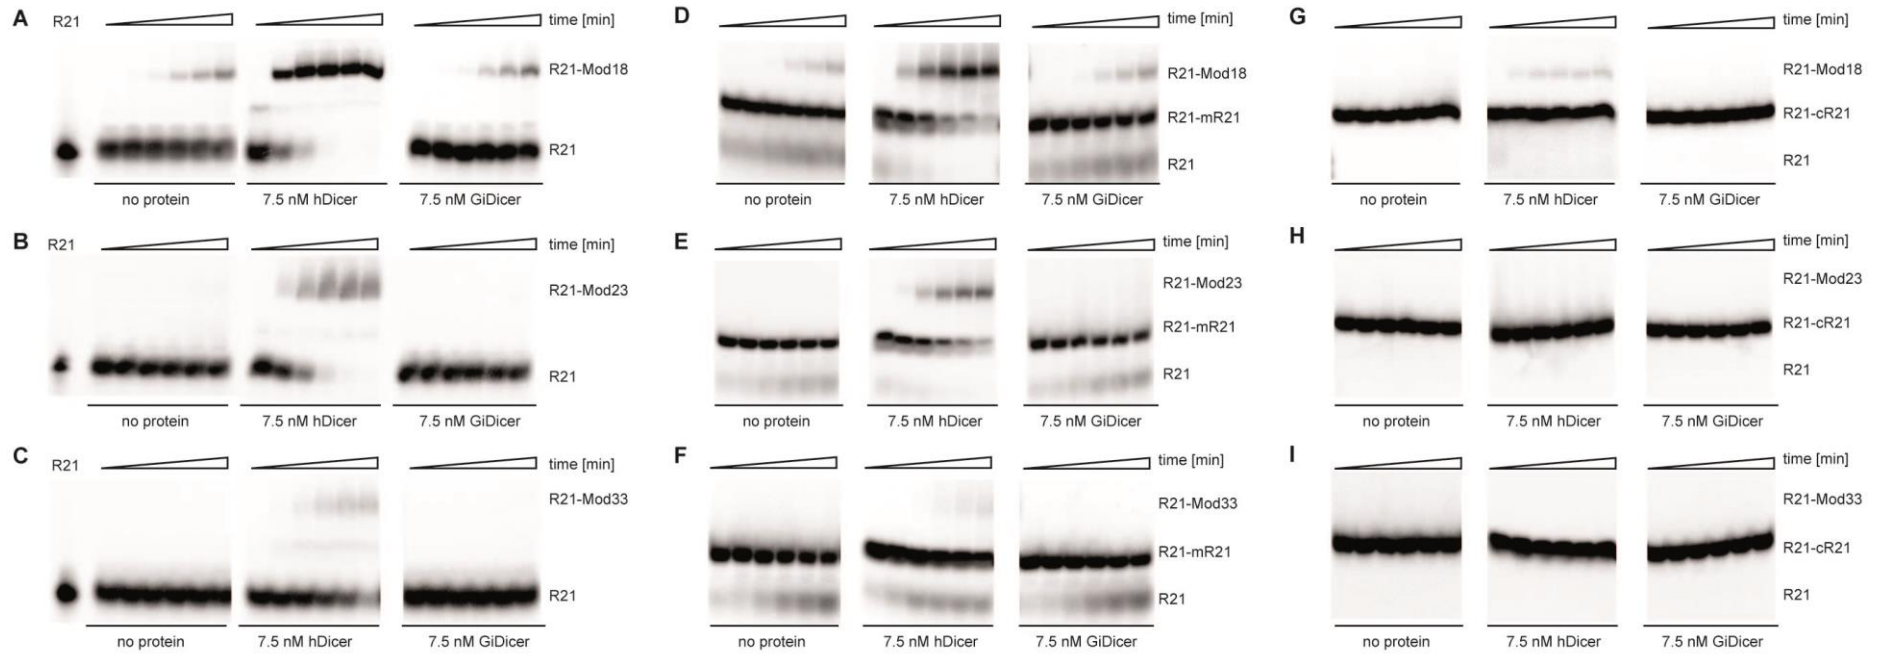 A R21 time [min]
R21-Mod18
R21
no protein 7.5 nM hDicer 7.5 nM GiDicer
B R21 time [min]
R21-Mod23
R21
no protein 7.5 nM hDicer 7.5 nM GiDicer
C R21 time [min]
R21-Mod33
R21
no protein 7.5 nM hDicer 7.5 nM GiDicer
D time [min]
R21-Mod18
R21-mR21
R21
no protein 7.5 nM hDicer 7.5 nM GiDicer
E time [min]
R21-Mod23
R21-mR21
R21
no protein 7.5 nM hDicer 7.5 nM GiDicer
F time [min]
R21-Mod33
R21-mR21
R21
no protein 7.5 nM hDicer 7.5 nM GiDicer
G time [min]
R21-Mod18
R21-cR21
R21
no protein 7.5 nM hDicer 7.5 nM GiDicer
H time [min]
R21-Mod23
R21-cR21
R21
no protein 7.5 nM hDicer 7.5 nM GiDicer
I time [min]
R21-Mod33
R21-cR21
R21
no protein 7.5 nM hDicer 7.5 nM GiDicer